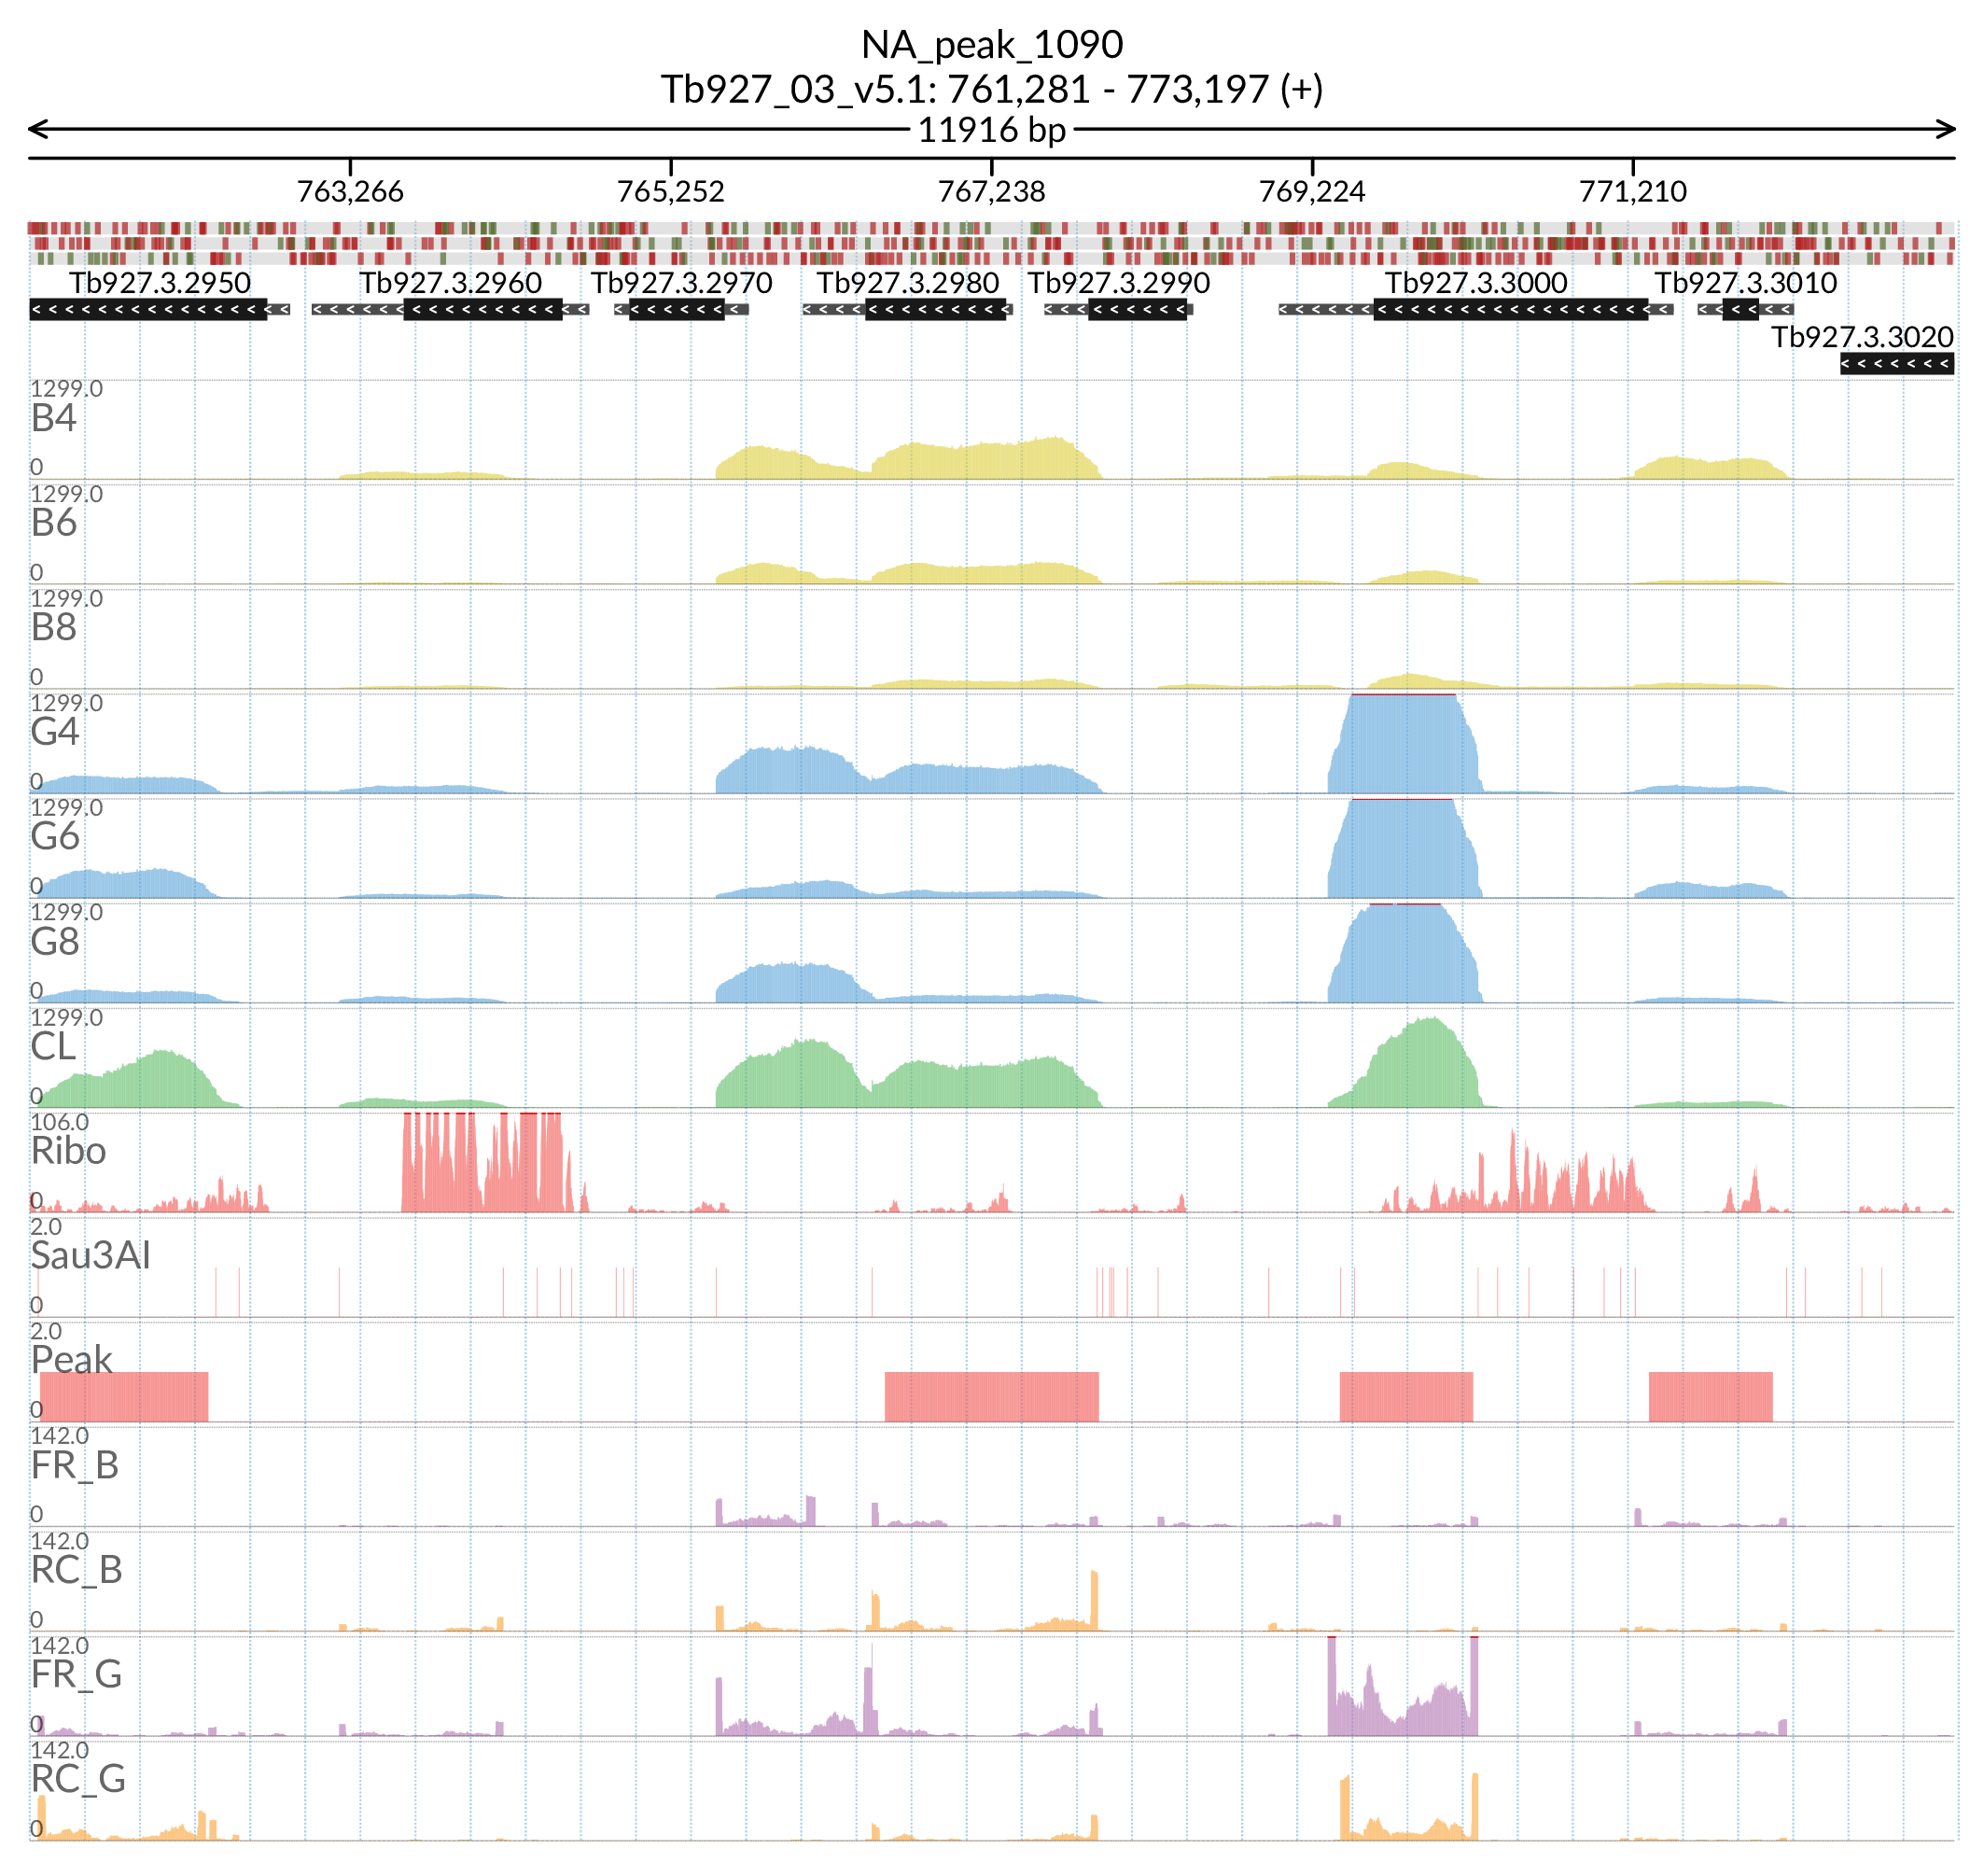 NA_peak_1090
Tb927_03_v5.1: 761,281 - 773,197 (+)
11916 bp
763,266 765,252 767,238 769,224 771,210
Tb927.3.2950 Tb927.3.2960 Tb927.3.2970 Tb927.3.2980 Tb927.3.2990 Tb927.3.3000 Tb927.3.3010
Tb927.3.3020
1299.0
B4
0
1299.0
B6
0
1299.0
B8
0
1299.0
G4
0
1299.0
G6
0
1299.0
G8
0
1299.0
CL
0
106.0
Ribo
0
2.0
Sau3AI
0
2.0
Peak
0
142.0
FR_B
0
142.0
RC_B
0
142.0
FR_G
0
142.0
RC_G
0